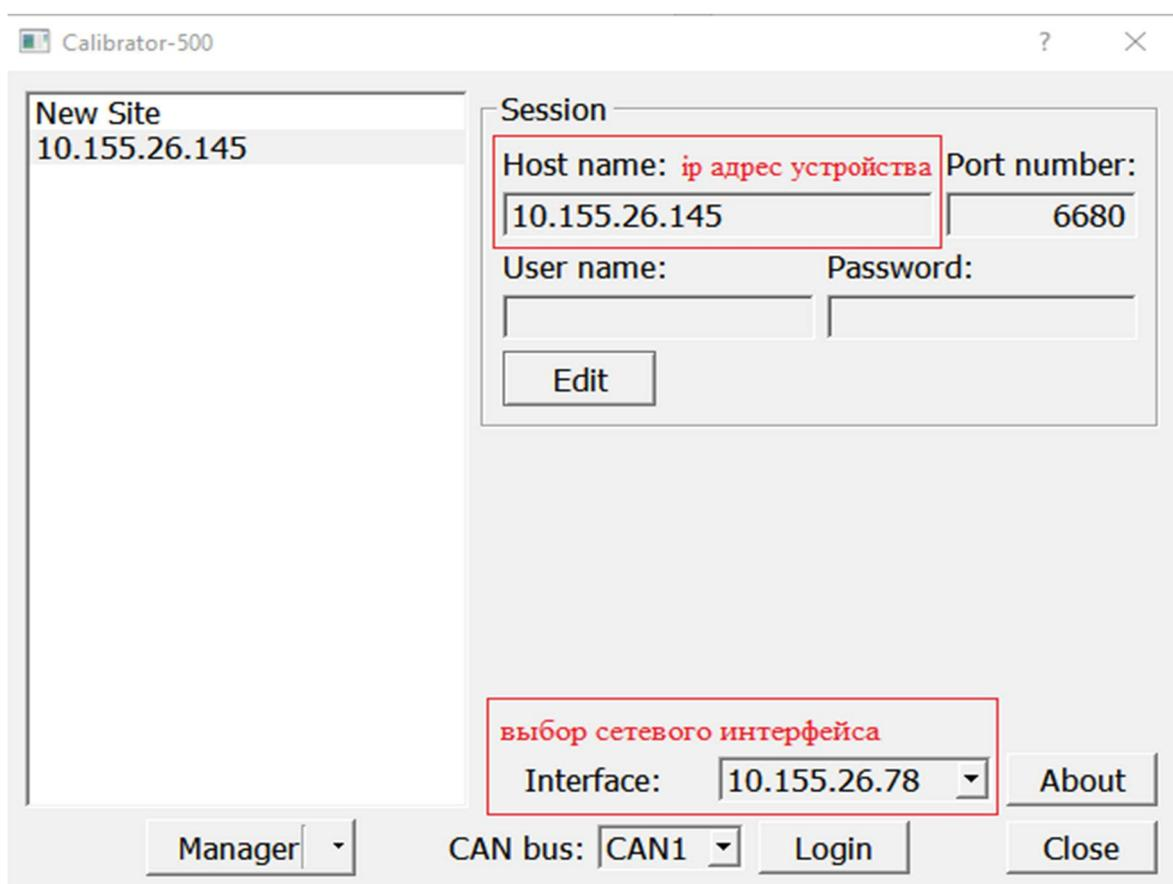 Calibrator-500
New Site
10.155.26.145
Session
Host name: ip адрес устройства Port number:
10.155.26.145 6680
User name: Password:
Edit
выбор сетевого интерфейса
Interface: 10.155.26.78 About
Manager CAN bus: CAN1 Login Close